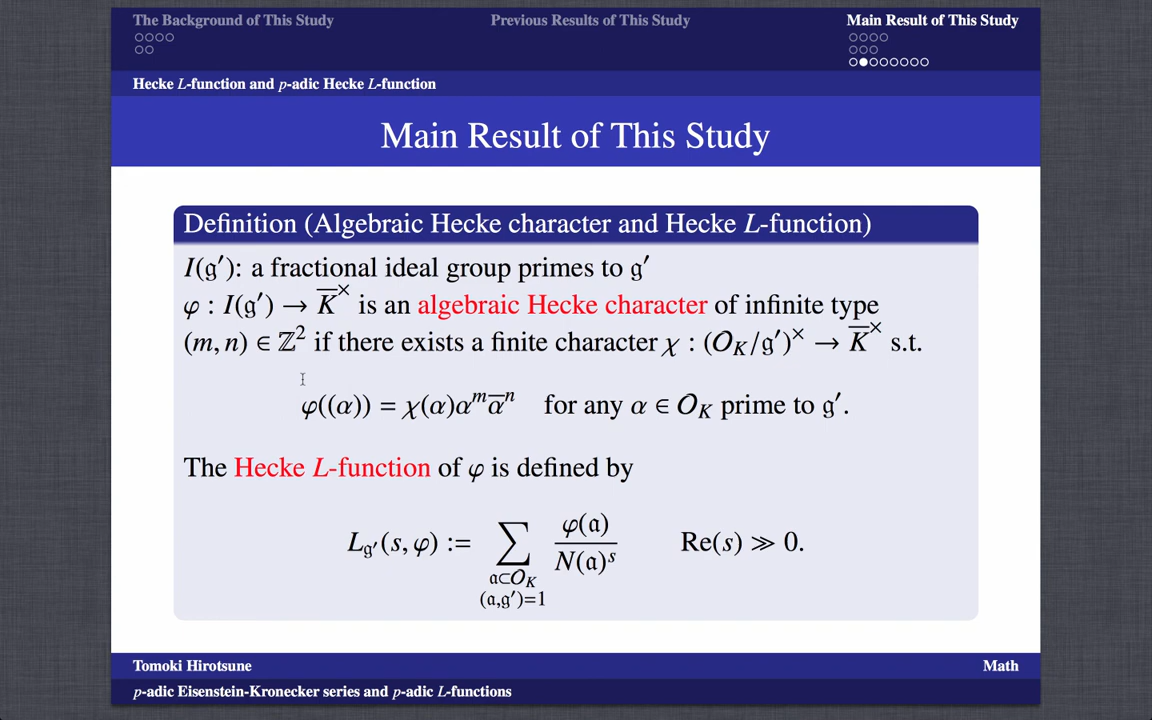 The Background of This Study
Previous Results of This Study
Main Result of This Study
Hecke L-function and p-adic Hecke L-function
Main Result of This Study
Definition (Algebraic Hecke character and Hecke L-function)
I(𝔤′): a fractional ideal group primes to 𝔤′
φ : I(𝔤′) → K̅^× is an algebraic Hecke character of infinite type
(m, n) ∈ ℤ² if there exists a finite character χ : (𝒪_K/𝔤′)^× → K̅^× s.t.
φ((α)) = χ(α)α^m α̅^n for any α ∈ 𝒪_K prime to 𝔤′.
The Hecke L-function of φ is defined by
L_𝔤′(s, φ) := ∑_{𝔞⊂𝒪_K (𝔞,𝔤′)=1} φ(𝔞)/N(𝔞)^s Re(s) ≫ 0.
Tomoki Hirotsune
Math
p-adic Eisenstein-Kronecker series and p-adic L-functions